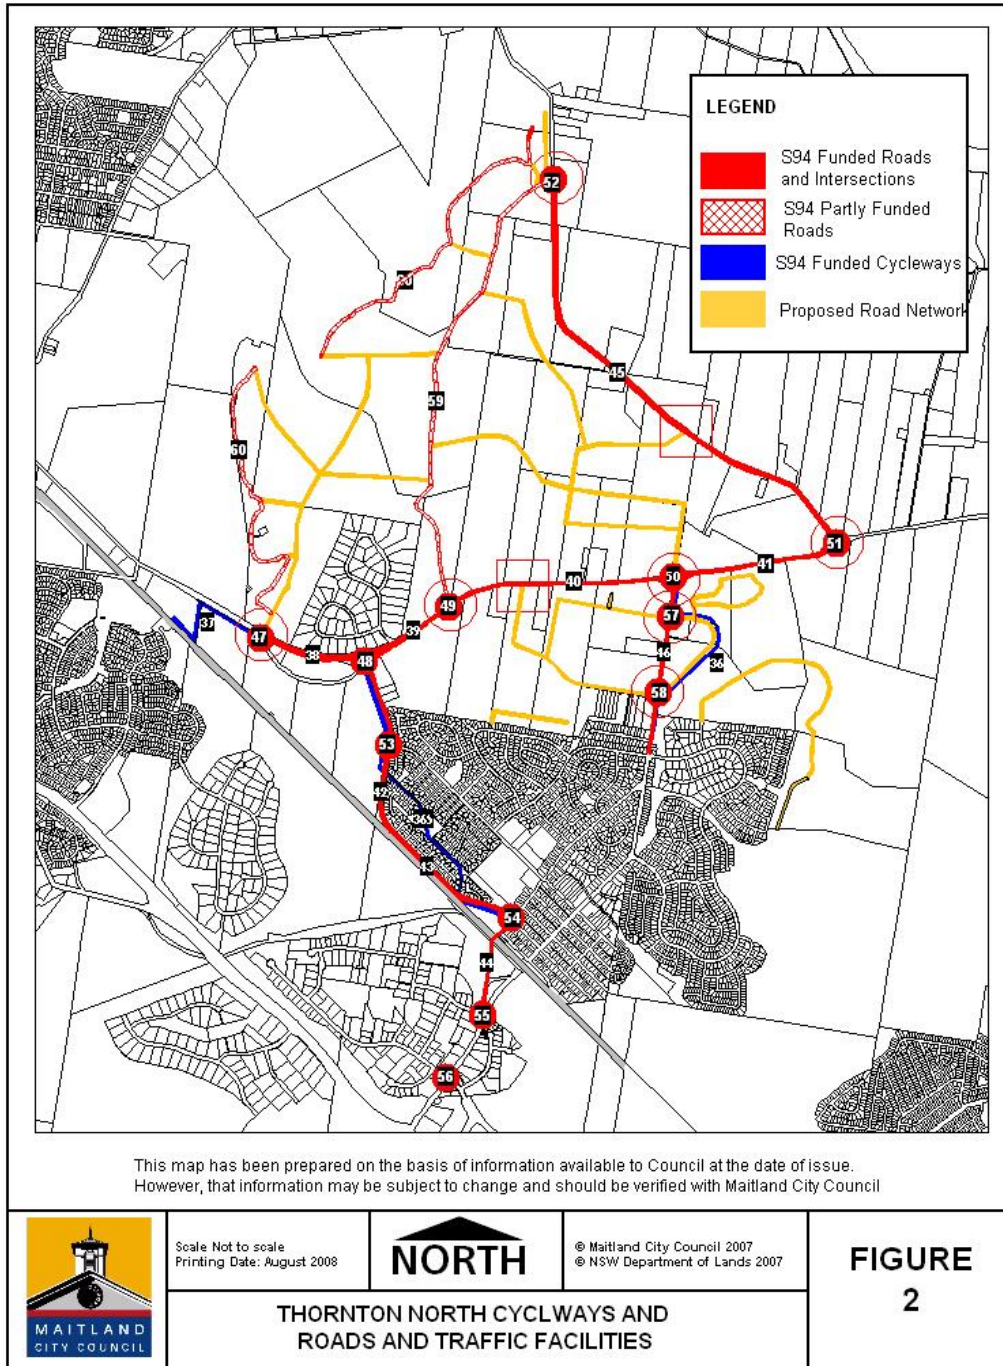 LEGEND
S94 Funded Roads
and Intersections
S94 Partly Funded
Roads
S94 Funded Cycleways
Proposed Road Network
52
45
59
60
51
41
50
40
49
57
39
37
47
46
36
38
48
58
53
42
43
54
44
55
56
This map has been prepared on the basis of information available to Council at the date of issue.
However, that information may be subject to change and should be verified with Maitland City Council
MAITLAND
CITY COUNCIL
Scale Not to scale
Printing Date: August 2008
NORTH
© Maitland City Council 2007
© NSW Department of Lands 2007
THORNTON NORTH CYCLWAYS AND
ROADS AND TRAFFIC FACILITIES
FIGURE
2